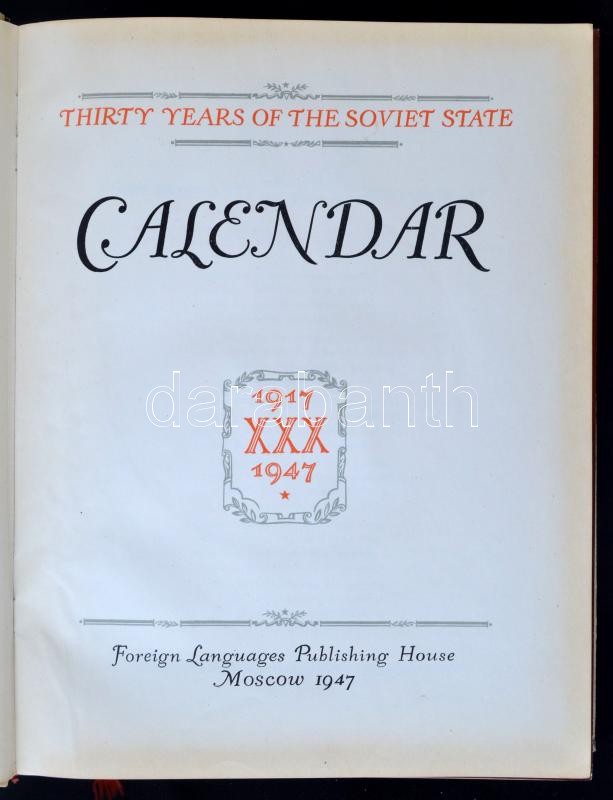 THIRTY YEARS OF THE SOVIET STATE
CALENDAR
1917
XXX
1947
darabanth
Foreign Languages Publishing House
Moscow 1947